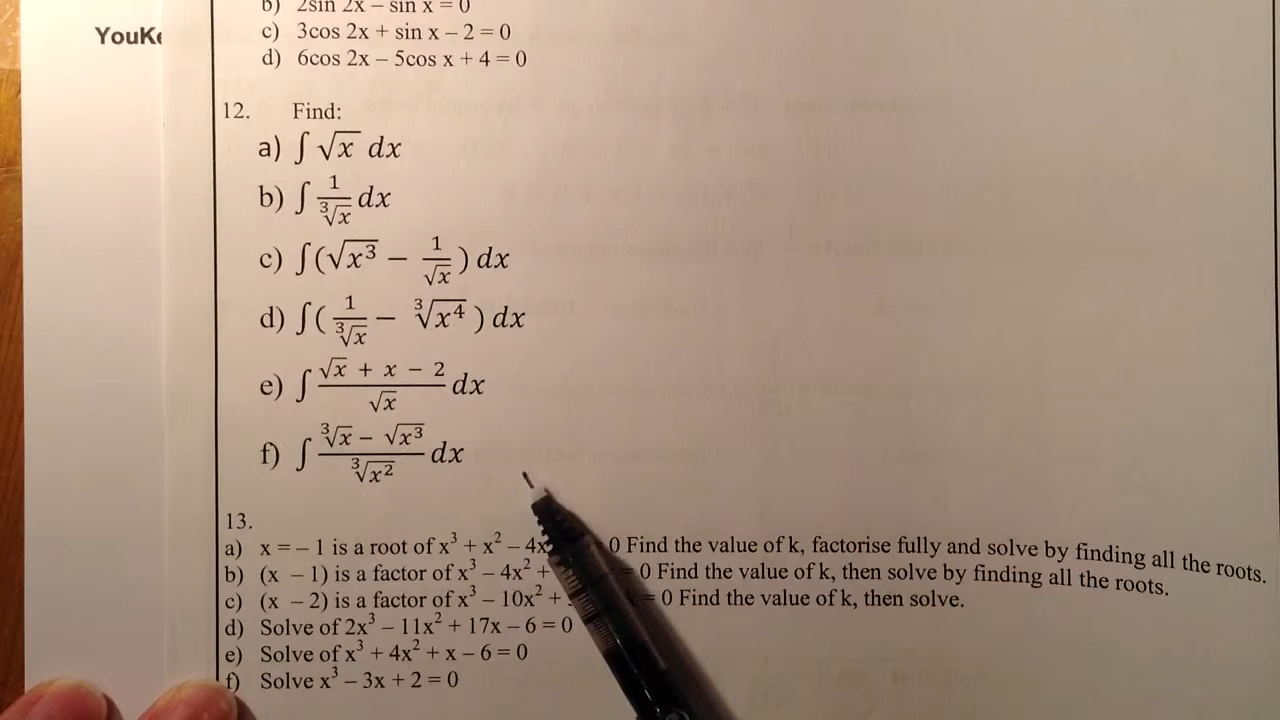 YouKe
b) 2sin 2x – sin x = 0
c) 3cos 2x + sin x – 2 = 0
d) 6cos 2x – 5cos x + 4 = 0
12. Find:
a) ∫ √x dx
b) ∫ 1/∛x dx
c) ∫(√x³ − 1/√x) dx
d) ∫(1/∛x − ∛x⁴) dx
e) ∫ (√x + x − 2)/√x dx
f) ∫ (∛x − √x³)/∛x² dx
13.
a) x = – 1 is a root of x³ + x² – 4x = 0 Find the value of k, factorise fully and solve by finding all the roots.
b) (x – 1) is a factor of x³ – 4x² + = 0 Find the value of k, then solve by finding all the roots.
c) (x – 2) is a factor of x³ – 10x² + = 0 Find the value of k, then solve.
d) Solve of 2x³ – 11x² + 17x – 6 = 0
e) Solve of x³ + 4x² + x – 6 = 0
f) Solve x³ – 3x + 2 = 0